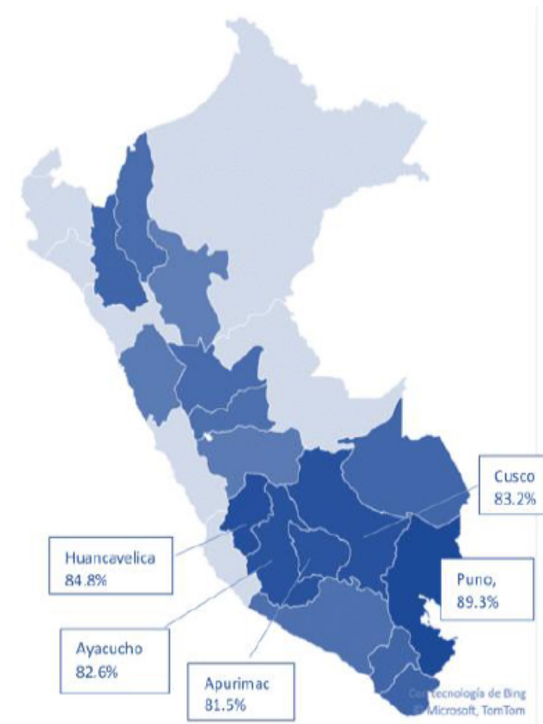 Cusco
83.2%
Huancavelica
84.8%
Puno,
89.3%
Ayacucho
82.6%
Apurimac
81.5%
Con tecnología de Bing
© Microsoft, TomTom